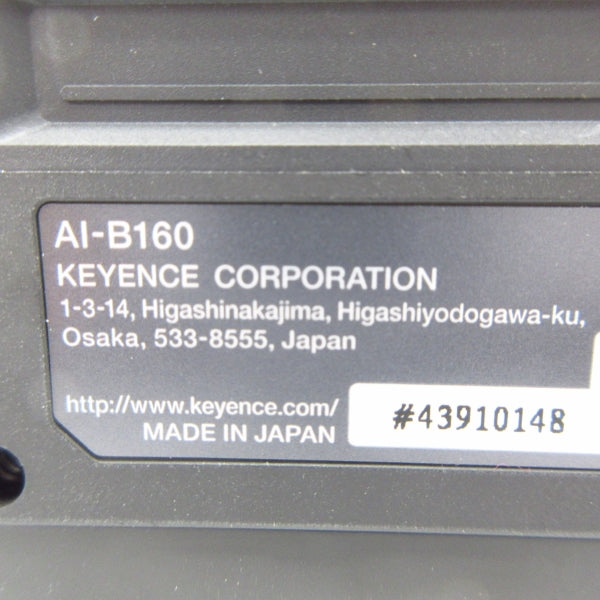 AI-B160
KEYENCE CORPORATION
1-3-14, Higashinakajima, Higashiyodogawa-ku,
Osaka, 533-8555, Japan
http://www.keyence.com/
#43910148
MADE IN JAPAN